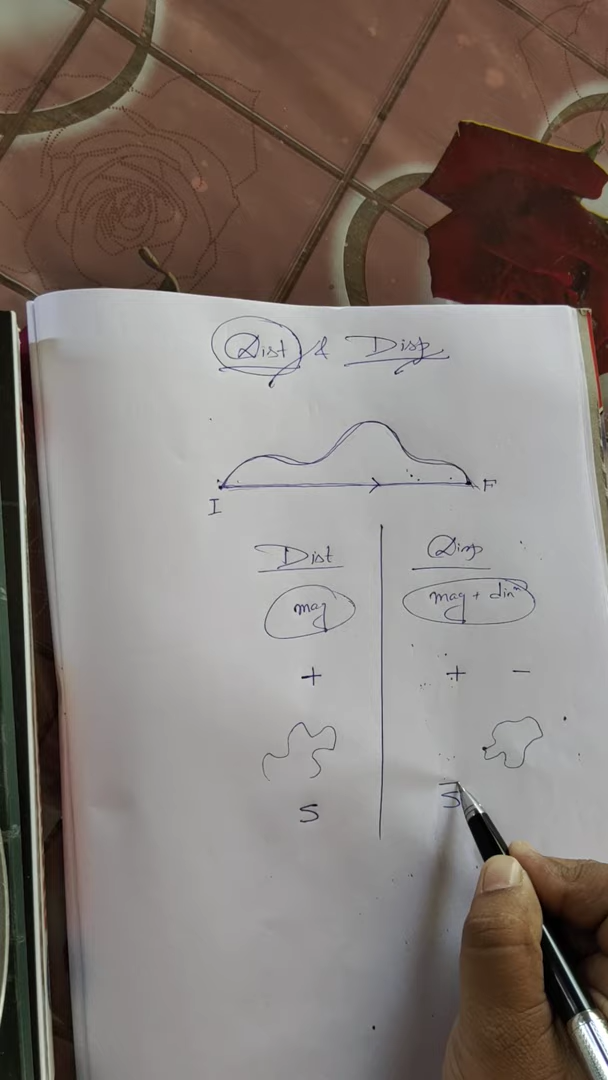 Dist & Disp
I F
Dist Disp
mag mag + dirⁿ
+ + -
S S̅